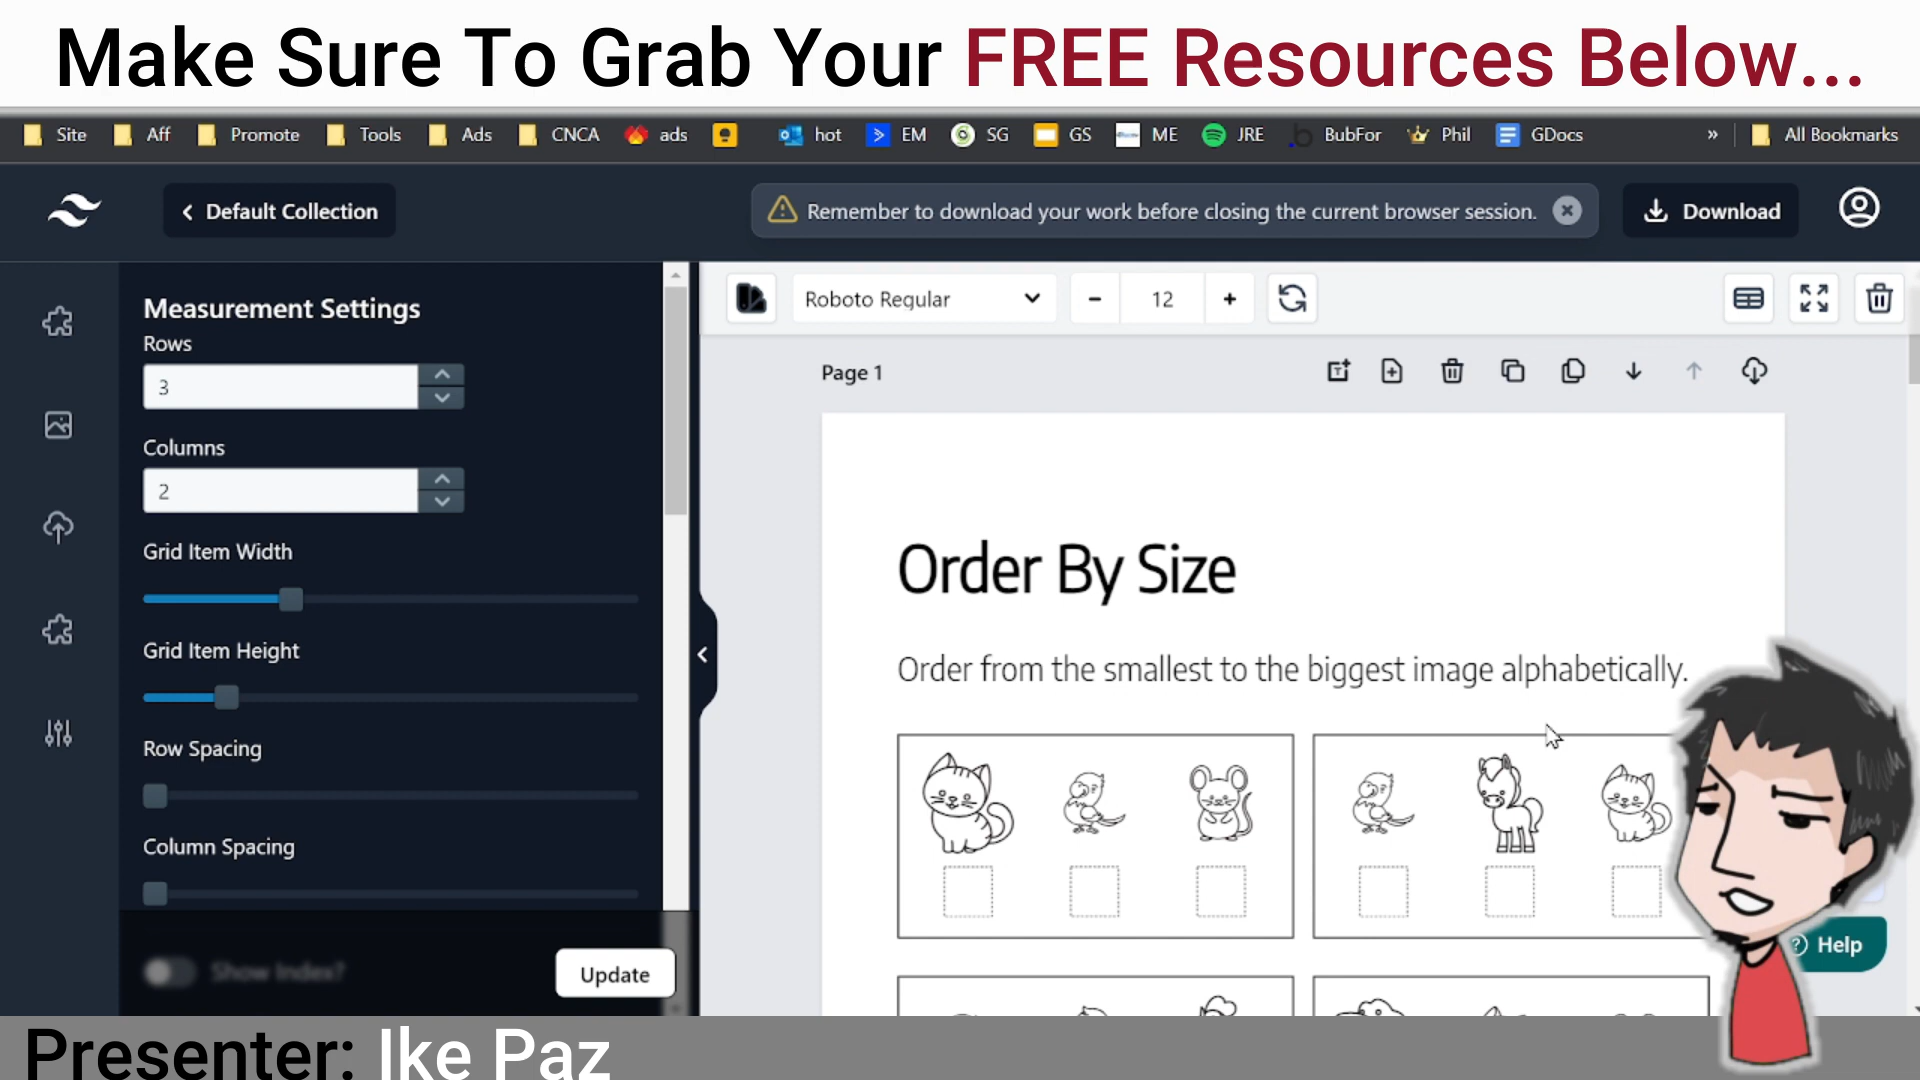 Make Sure To Grab Your FREE Resources Below...
Site Aff Promote Tools Ads CNCA ads hot EM SG GS ME JRE BubFor Phil GDocs » All Bookmarks
Default Collection
Remember to download your work before closing the current browser session.
Download
Measurement Settings
Rows
3
Columns
2
Grid Item Width
Grid Item Height
Row Spacing
Column Spacing
Show Index?
Update
Roboto Regular
12
Page 1
Order By Size
Order from the smallest to the biggest image alphabetically.
Help
Presenter: Ike Paz